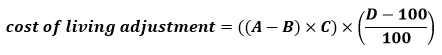 cost of living adjustment = ((A − B) × C) × (D − 100 / 100)